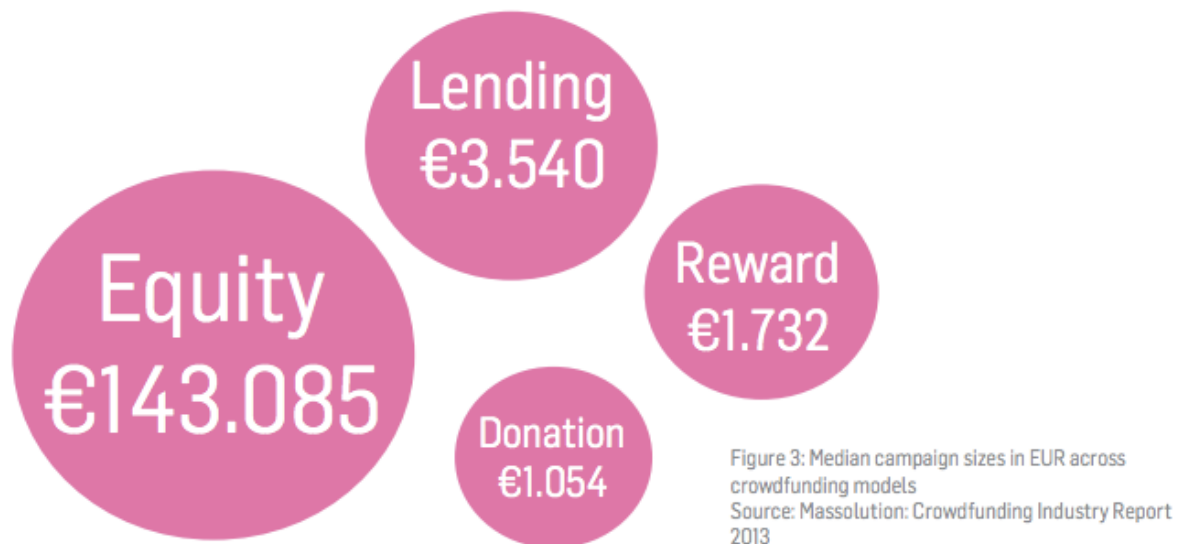 Lending
€3.540
Equity
€143.085
Reward
€1.732
Donation
€1.054
Figure 3: Median campaign sizes in EUR across
crowdfunding models
Source: Massolution: Crowdfunding Industry Report
2013